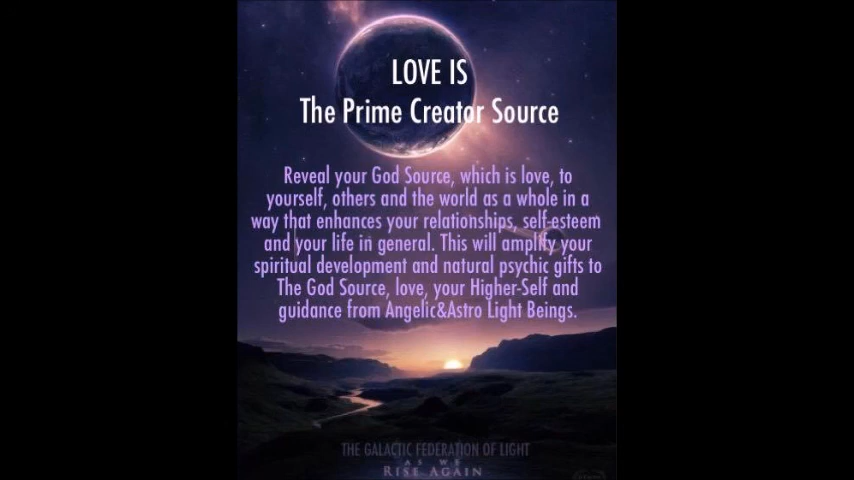 LOVE IS
The Prime Creator Source
Reveal your God Source, which is love, to
yourself, others and the world as a whole in a
way that enhances your relationships, self-esteem
and your life in general. This will amplify your
spiritual development and natural psychic gifts to
The God Source, love, your Higher-Self and
guidance from Angelic&Astro Light Beings.
THE GALACTIC FEDERATION OF LIGHT
AS WE
RISE AGAIN